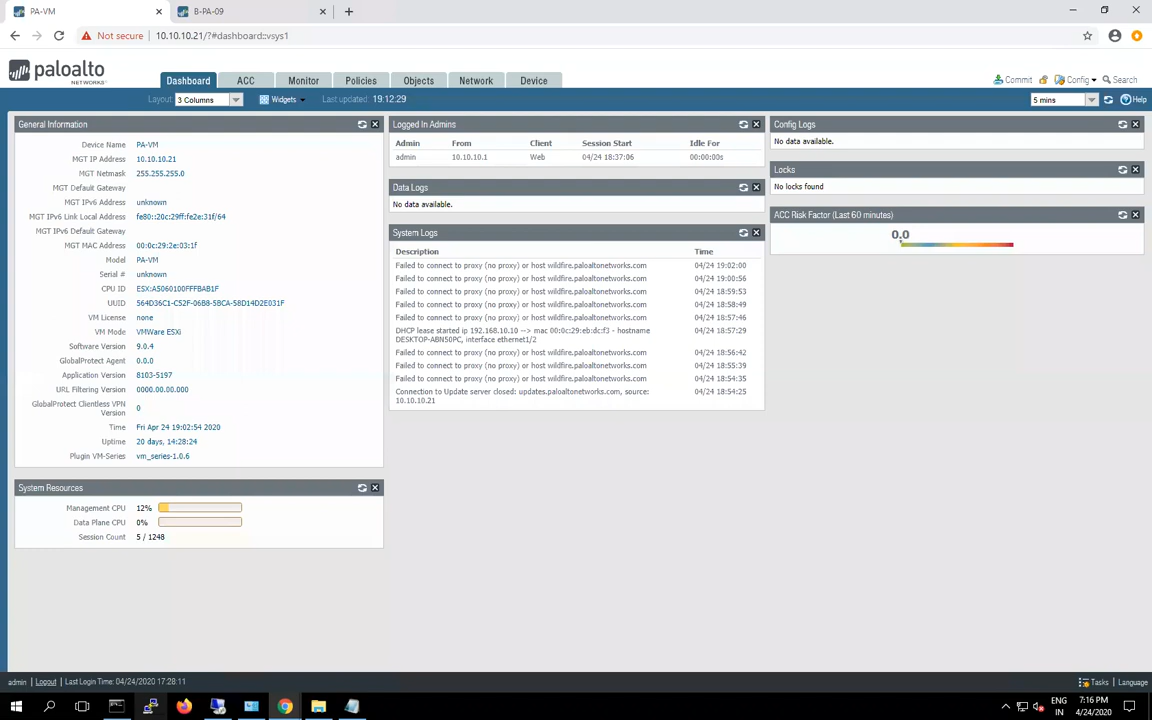 PA-VM
B-PA-09
Not secure
10.10.10.21/?#dashboard::vsys1
paloalto
NETWORKS
Dashboard
ACC
Monitor
Policies
Objects
Network
Device
Commit
Config
Search
Layout
3 Columns
Widgets
Last updated:
19:12:29
5 mins
Help
General Information
Device Name PA-VM
MGT IP Address 10.10.10.21
MGT Netmask 255.255.255.0
MGT Default Gateway
MGT IPv6 Address unknown
MGT IPv6 Link Local Address fe80::20c:29ff:fe2e:31f/64
MGT IPv6 Default Gateway
MGT MAC Address 00:0c:29:2e:03:1f
Model PA-VM
Serial # unknown
CPU ID ESX:A5060100FFFBAB1F
UUID 564D36C1-C52F-06B8-5BCA-58D14D2E031F
VM License none
VM Mode VMWare ESXi
Software Version 9.0.4
GlobalProtect Agent 0.0.0
Application Version 8103-5197
URL Filtering Version 0000.00.00.000
GlobalProtect Clientless VPN
Version 0
Time Fri Apr 24 19:02:54 2020
Uptime 20 days, 14:28:24
Plugin VM-Series vm_series-1.0.6
System Resources
Management CPU 12%
Data Plane CPU 0%
Session Count 5 / 1248
Logged In Admins
Admin From Client Session Start Idle For
admin 10.10.10.1 Web 04/24 18:37:06 00:00:00s
Data Logs
No data available.
System Logs
Description Time
Failed to connect to proxy (no proxy) or host wildfire.paloaltonetworks.com 04/24 19:02:00
Failed to connect to proxy (no proxy) or host wildfire.paloaltonetworks.com 04/24 19:00:56
Failed to connect to proxy (no proxy) or host wildfire.paloaltonetworks.com 04/24 18:59:53
Failed to connect to proxy (no proxy) or host wildfire.paloaltonetworks.com 04/24 18:58:49
Failed to connect to proxy (no proxy) or host wildfire.paloaltonetworks.com 04/24 18:57:46
DHCP lease started ip 192.168.10.10 --> mac 00:0c:29:eb:dc:f3 - hostname 04/24 18:57:29
DESKTOP-ABN50PC, interface ethernet1/2
Failed to connect to proxy (no proxy) or host wildfire.paloaltonetworks.com 04/24 18:56:42
Failed to connect to proxy (no proxy) or host wildfire.paloaltonetworks.com 04/24 18:55:39
Failed to connect to proxy (no proxy) or host wildfire.paloaltonetworks.com 04/24 18:54:35
Connection to Update server closed: updates.paloaltonetworks.com, source: 04/24 18:54:25
10.10.10.21
Config Logs
No data available.
Locks
No locks found
ACC Risk Factor (Last 60 minutes)
0.0
admin
Logout
Last Login Time: 04/24/2020 17:28:11
Tasks
Language
ENG
IN
7:16 PM
4/24/2020